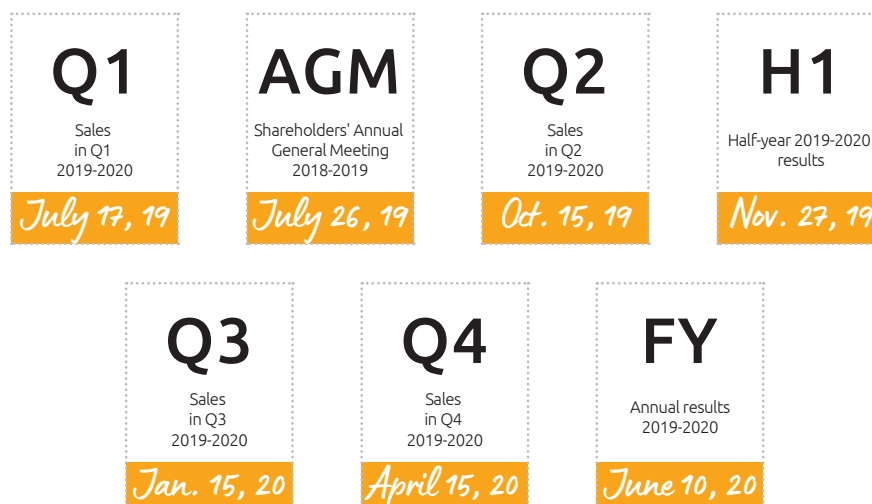 Q1
Sales
in Q1
2019-2020
July 17, 19
AGM
Shareholders' Annual
General Meeting
2018-2019
July 26, 19
Q2
Sales
in Q2
2019-2020
Oct. 15, 19
H1
Half-year 2019-2020
results
Nov. 27, 19
Q3
Sales
in Q3
2019-2020
Jan. 15, 20
Q4
Sales
in Q4
2019-2020
April 15, 20
FY
Annual results
2019-2020
June 10, 20